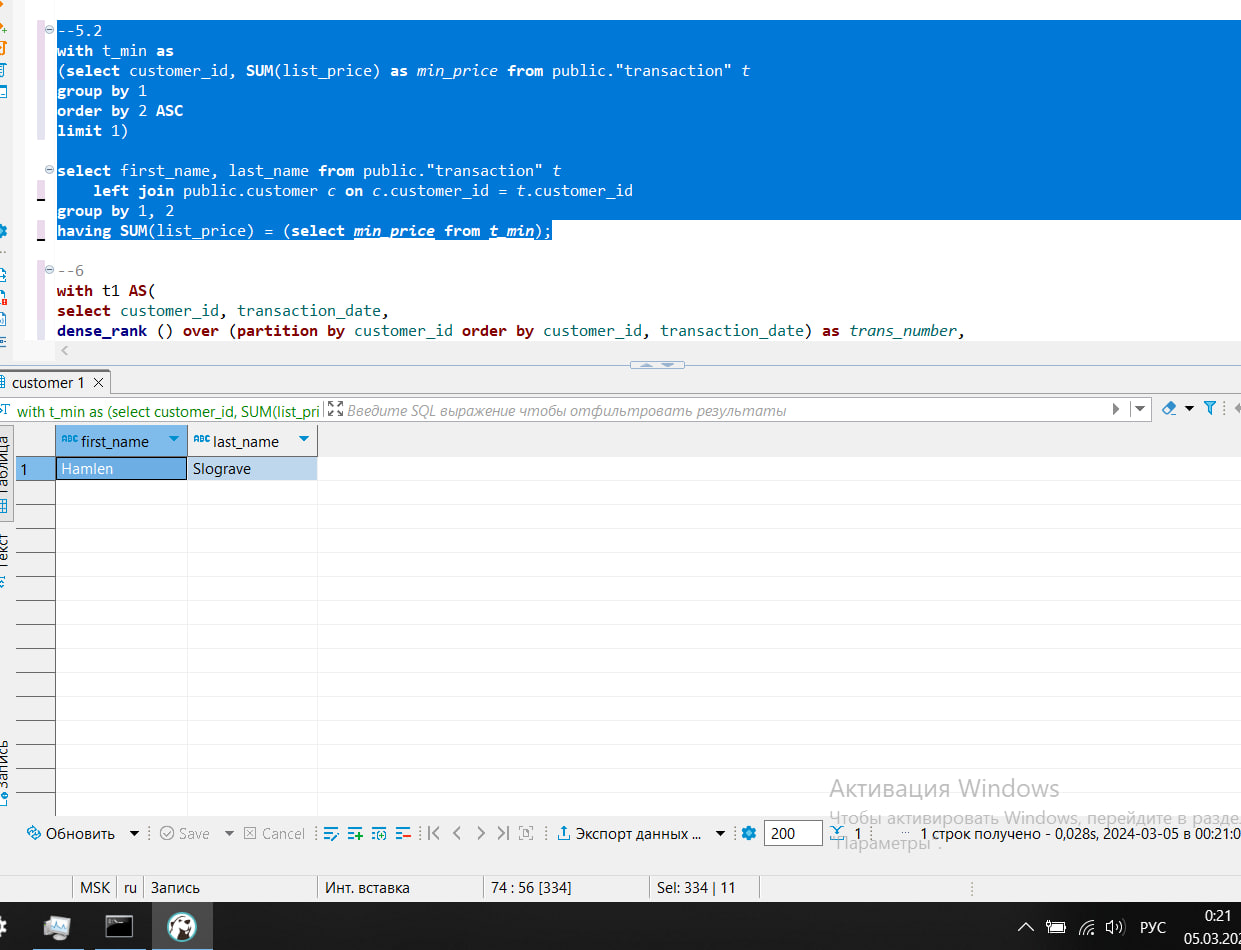 --5.2
with t_min as
(select customer_id, SUM(list_price) as min_price from public."transaction" t
group by 1
order by 2 ASC
limit 1)
select first_name, last_name from public."transaction" t
left join public.customer c on c.customer_id = t.customer_id
group by 1, 2
having SUM(list_price) = (select min_price from t_min);
--6
with t1 AS(
select customer_id, transaction_date,
dense_rank () over (partition by customer_id order by customer_id, transaction_date) as trans_number,
customer 1
with t_min as (select customer_id, SUM(list_pri
Введите SQL выражение чтобы отфильтровать результаты
Таблица
ABC first_name
ABC last_name
1
Hamlen
Slograve
Текст
Запись
Активация Windows
Чтобы активировать Windows, перейдите в разде
"Параметры".
Обновить
Save
Cancel
Экспорт данных ...
200
1
... 1 строк получено - 0,028s, 2024-03-05 в 00:21:0
MSK
ru
Запись
Инт. вставка
74 : 56 [334]
Sel: 334 | 11
РУС
0:21
05.03.202